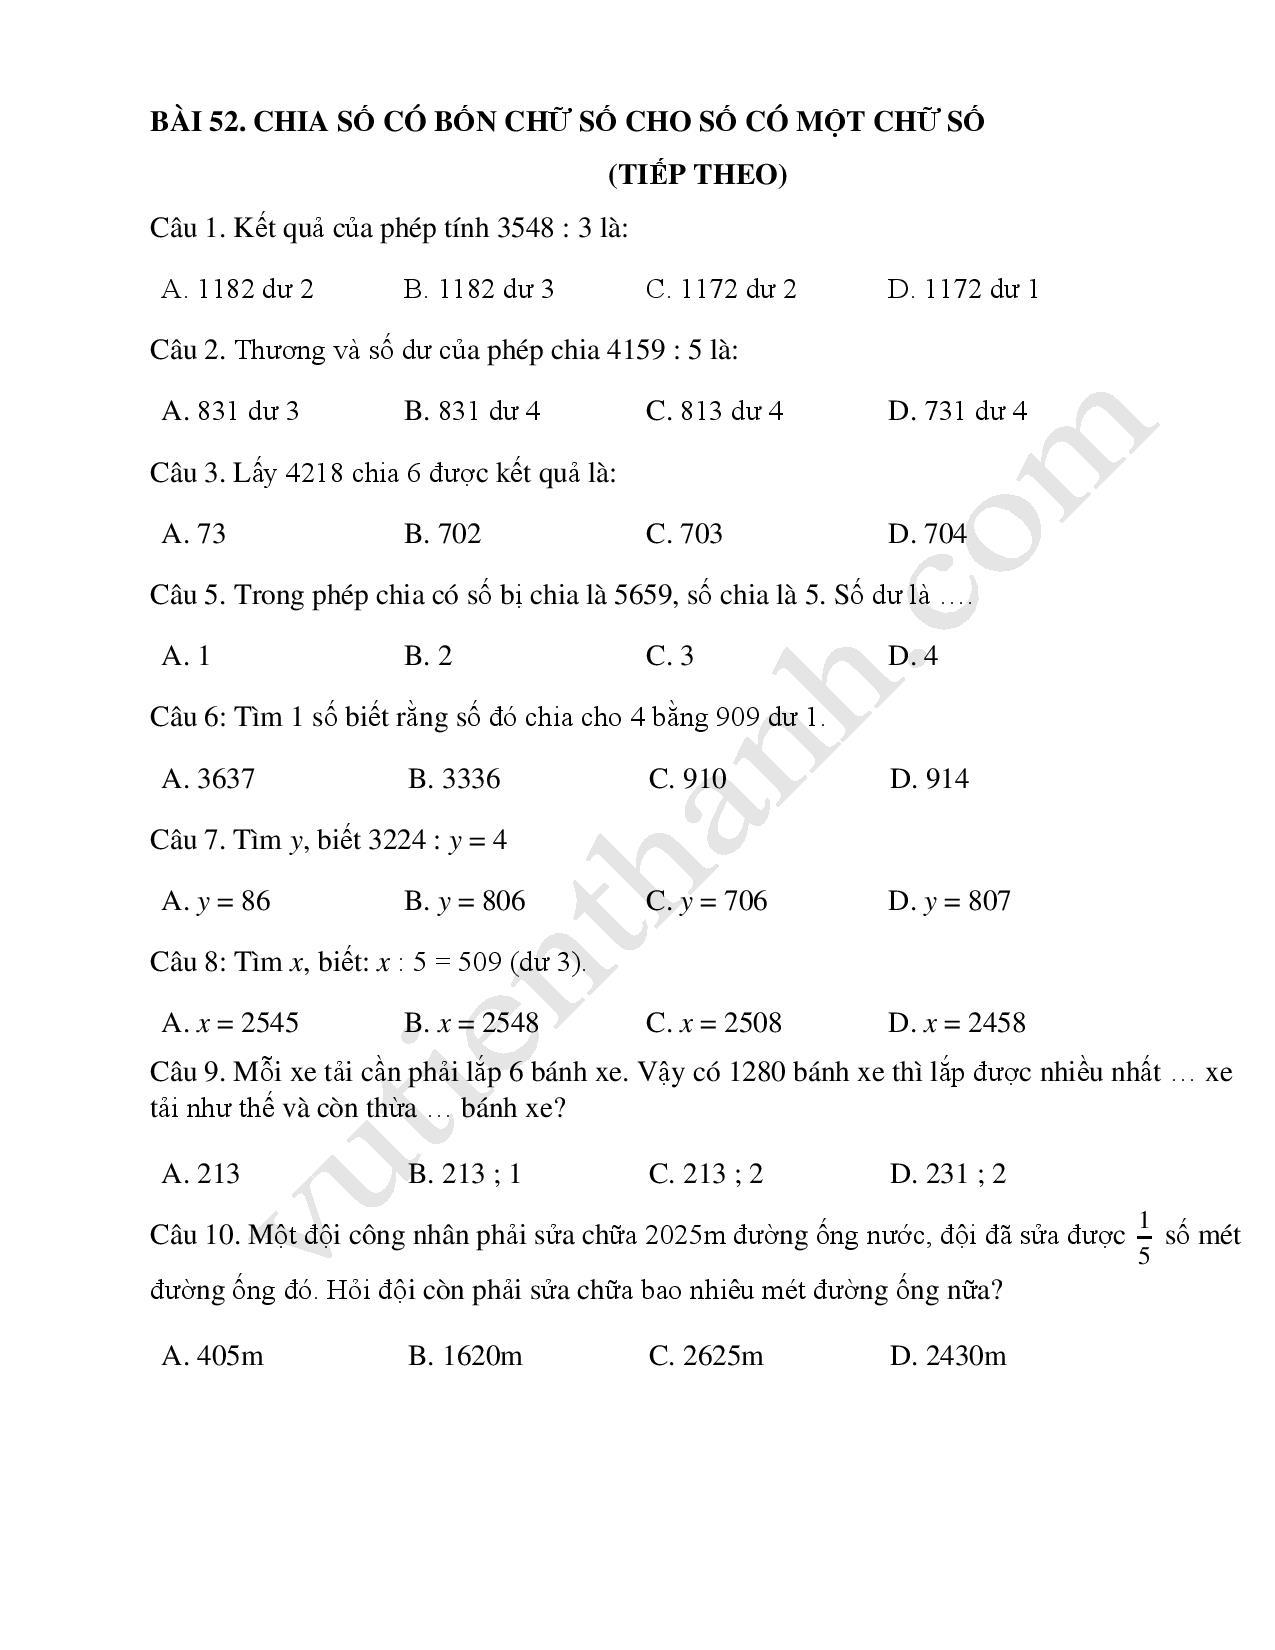 BÀI 52. CHIA SỐ CÓ BỐN CHỮ SỐ CHO SỐ CÓ MỘT CHỮ SỐ
(TIẾP THEO)
Câu 1. Kết quả của phép tính 3548 : 3 là:
A. 1182 dư 2 B. 1182 dư 3 C. 1172 dư 2 D. 1172 dư 1
Câu 2. Thương và số dư của phép chia 4159 : 5 là:
A. 831 dư 3 B. 831 dư 4 C. 813 dư 4 D. 731 dư 4
Câu 3. Lấy 4218 chia 6 được kết quả là:
A. 73 B. 702 C. 703 D. 704
Câu 5. Trong phép chia có số bị chia là 5659, số chia là 5. Số dư là ….
A. 1 B. 2 C. 3 D. 4
Câu 6: Tìm 1 số biết rằng số đó chia cho 4 bằng 909 dư 1.
A. 3637 B. 3336 C. 910 D. 914
Câu 7. Tìm y, biết 3224 : y = 4
A. y = 86 B. y = 806 C. y = 706 D. y = 807
Câu 8: Tìm x, biết: x : 5 = 509 (dư 3).
A. x = 2545 B. x = 2548 C. x = 2508 D. x = 2458
Câu 9. Mỗi xe tải cần phải lắp 6 bánh xe. Vậy có 1280 bánh xe thì lắp được nhiều nhất … xe
tải như thế và còn thừa … bánh xe?
A. 213 B. 213 ; 1 C. 213 ; 2 D. 231 ; 2
Câu 10. Một đội công nhân phải sửa chữa 2025m đường ống nước, đội đã sửa được 1/5 số mét
đường ống đó. Hỏi đội còn phải sửa chữa bao nhiêu mét đường ống nữa?
A. 405m B. 1620m C. 2625m D. 2430m
vutienthanh.com